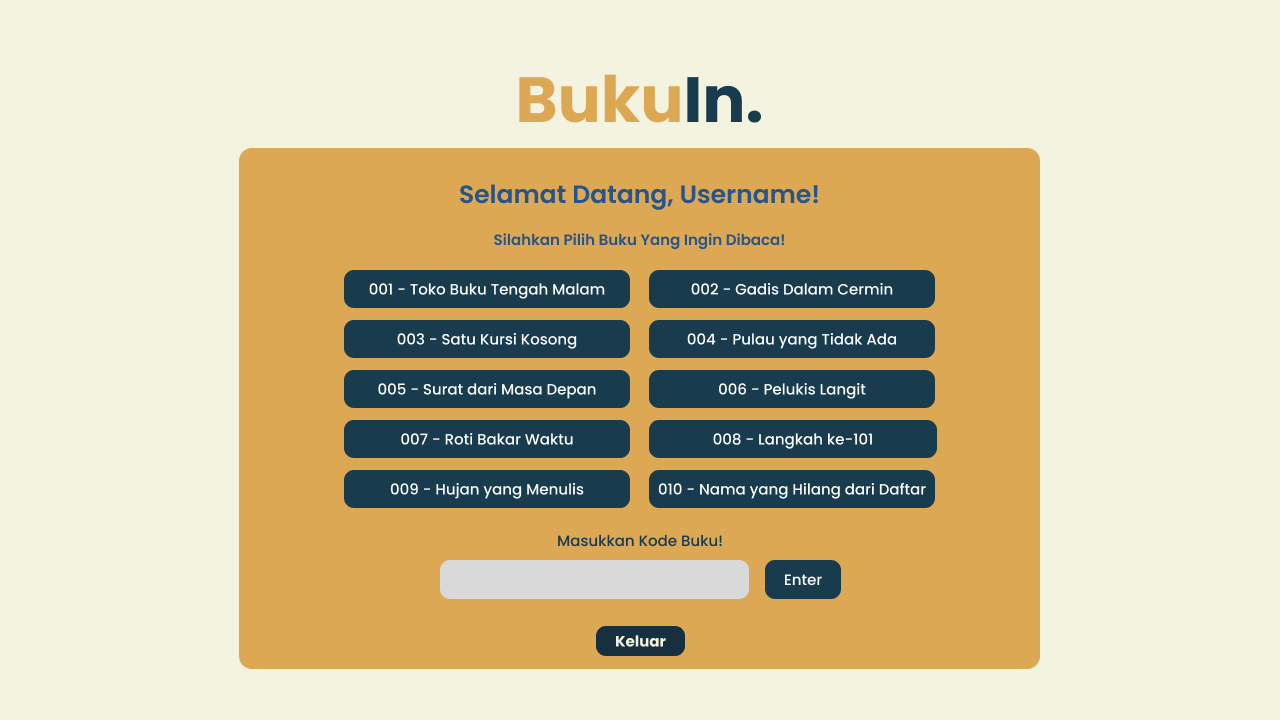 BukuIn.
Selamat Datang, Username!
Silahkan Pilih Buku Yang Ingin Dibaca!
001 - Toko Buku Tengah Malam
002 - Gadis Dalam Cermin
003 - Satu Kursi Kosong
004 - Pulau yang Tidak Ada
005 - Surat dari Masa Depan
006 - Pelukis Langit
007 - Roti Bakar Waktu
008 - Langkah ke-101
009 - Hujan yang Menulis
010 - Nama yang Hilang dari Daftar
Masukkan Kode Buku!
Enter
Keluar